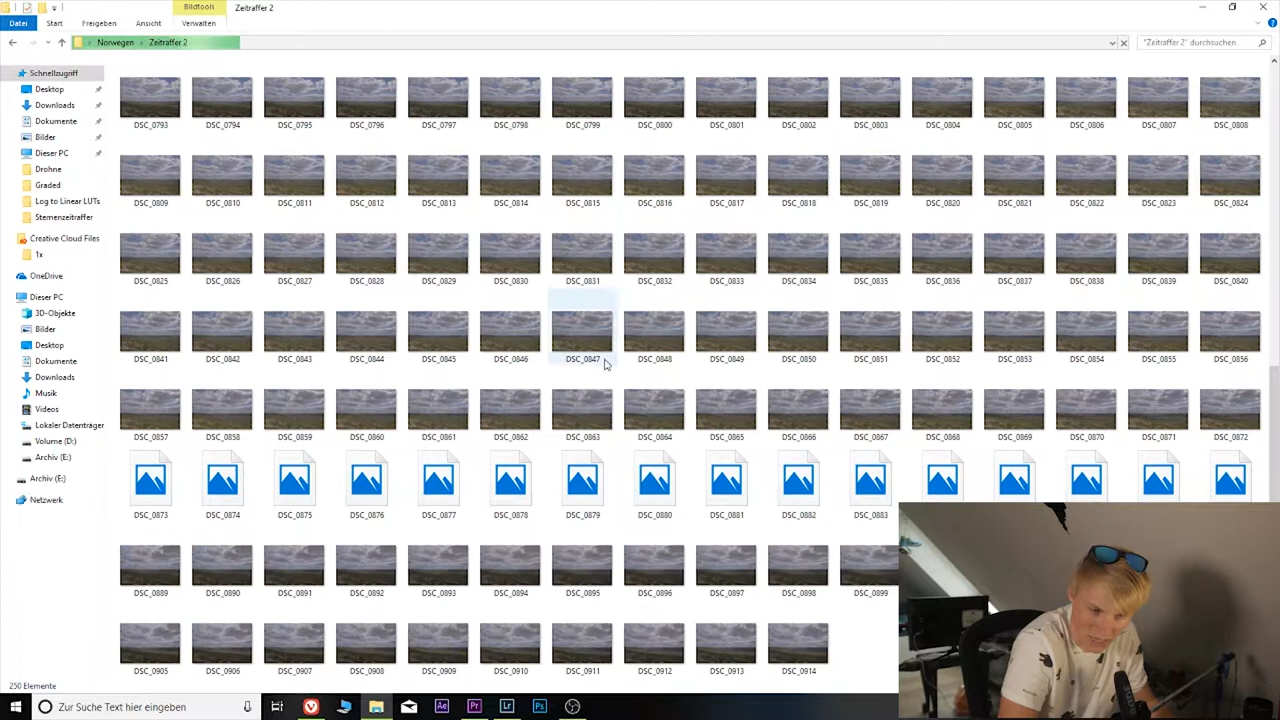 Bildtools
Zeitraffer 2
Datei Start Freigeben Ansicht Verwalten
Norwegen Zeitraffer 2
"Zeitraffer 2" durchsuchen
Schnellzugriff
Desktop
Downloads
Dokumente
Bilder
Dieser PC
Drohne
Graded
Log to Linear LUTs
Sternenzeitraffer
Creative Cloud Files
1x
OneDrive
Dieser PC
3D-Objekte
Bilder
Desktop
Dokumente
Downloads
Musik
Videos
Lokaler Datenträger
Volume (D:)
Archiv (E:)
Archiv (E:)
Netzwerk
DSC_0793 DSC_0794 DSC_0795 DSC_0796 DSC_0797 DSC_0798 DSC_0799 DSC_0800 DSC_0801 DSC_0802 DSC_0803 DSC_0804 DSC_0805 DSC_0806 DSC_0807 DSC_0808
DSC_0809 DSC_0810 DSC_0811 DSC_0812 DSC_0813 DSC_0814 DSC_0815 DSC_0816 DSC_0817 DSC_0818 DSC_0819 DSC_0820 DSC_0821 DSC_0822 DSC_0823 DSC_0824
DSC_0825 DSC_0826 DSC_0827 DSC_0828 DSC_0829 DSC_0830 DSC_0831 DSC_0832 DSC_0833 DSC_0834 DSC_0835 DSC_0836 DSC_0837 DSC_0838 DSC_0839 DSC_0840
DSC_0841 DSC_0842 DSC_0843 DSC_0844 DSC_0845 DSC_0846 DSC_0847 DSC_0848 DSC_0849 DSC_0850 DSC_0851 DSC_0852 DSC_0853 DSC_0854 DSC_0855 DSC_0856
DSC_0857 DSC_0858 DSC_0859 DSC_0860 DSC_0861 DSC_0862 DSC_0863 DSC_0864 DSC_0865 DSC_0866 DSC_0867 DSC_0868 DSC_0869 DSC_0870 DSC_0871 DSC_0872
DSC_0873 DSC_0874 DSC_0875 DSC_0876 DSC_0877 DSC_0878 DSC_0879 DSC_0880 DSC_0881 DSC_0882 DSC_0883
DSC_0889 DSC_0890 DSC_0891 DSC_0892 DSC_0893 DSC_0894 DSC_0895 DSC_0896 DSC_0897 DSC_0898 DSC_0899
DSC_0905 DSC_0906 DSC_0907 DSC_0908 DSC_0909 DSC_0910 DSC_0911 DSC_0912 DSC_0913 DSC_0914
250 Elemente
Zur Suche Text hier eingeben
Ae Pr Lr Ps